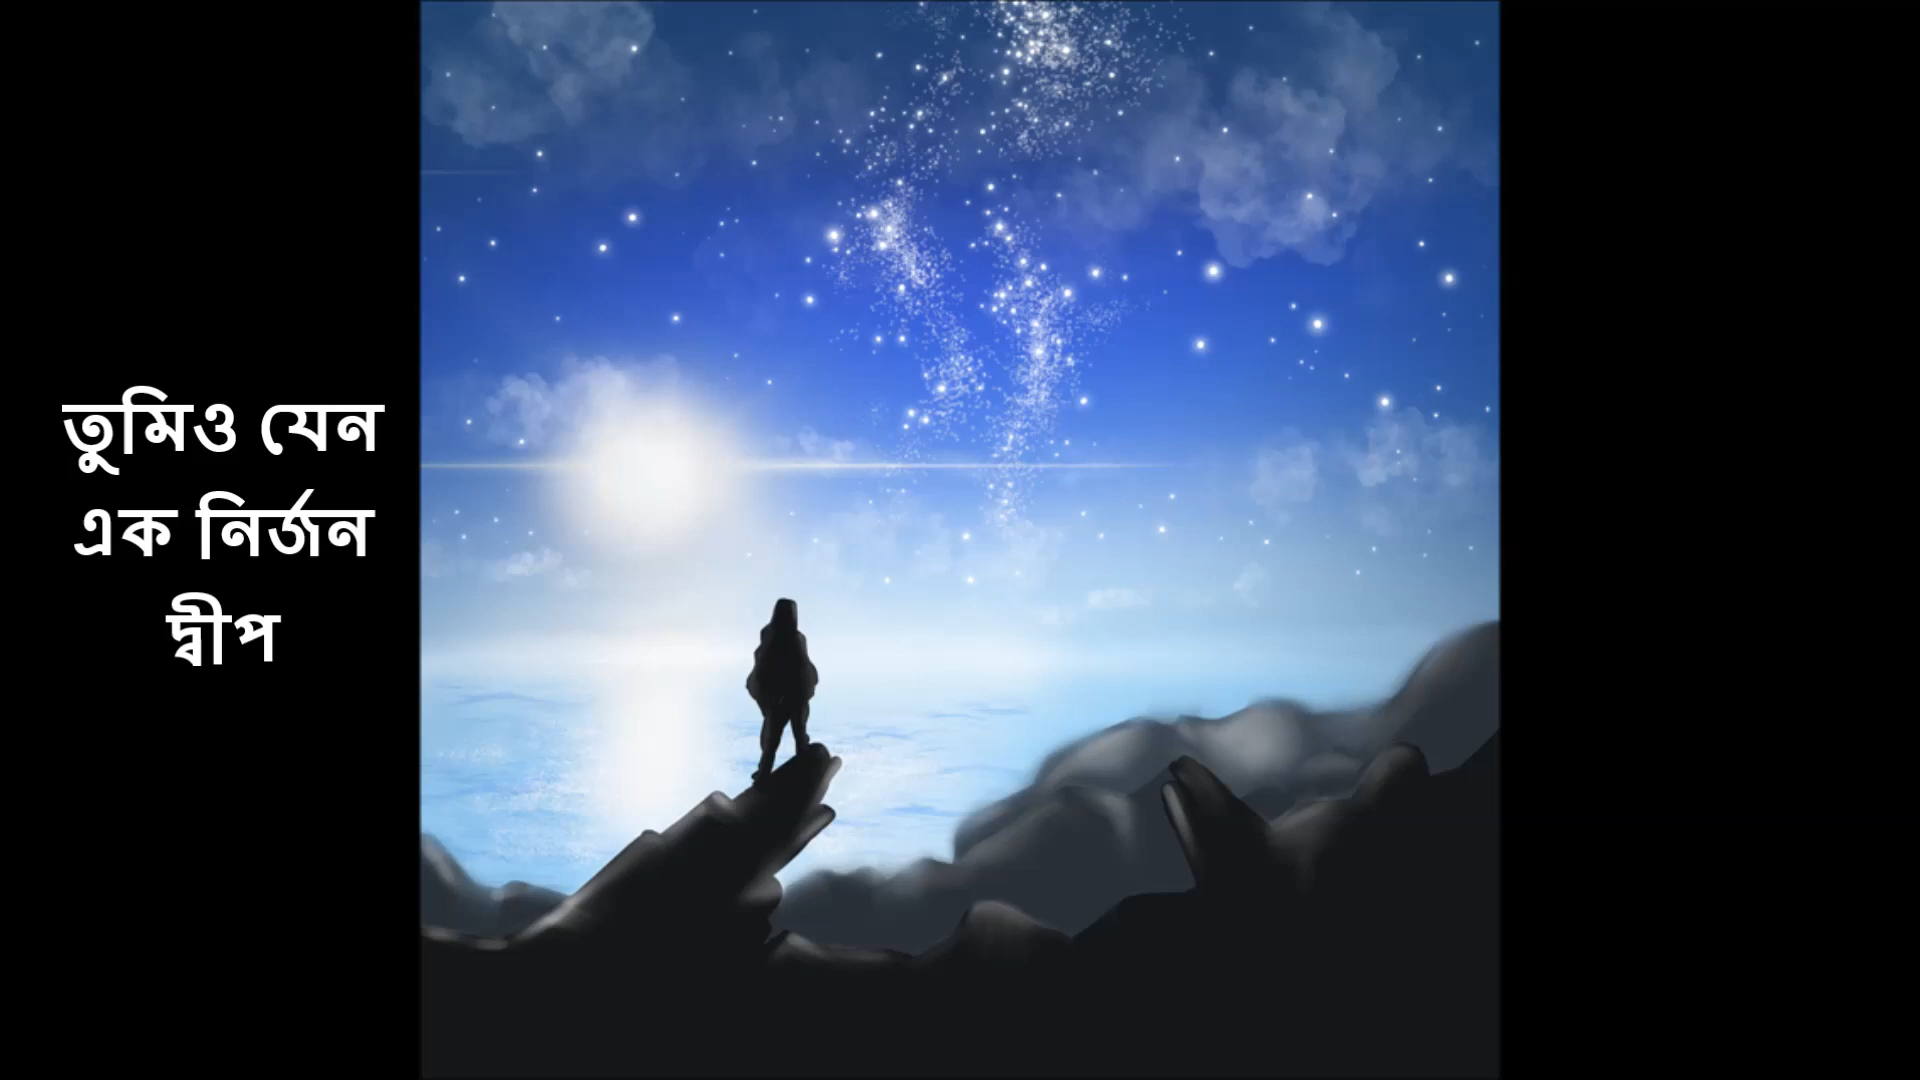 তুমিও যেন
এক নির্জন
দ্বীপ